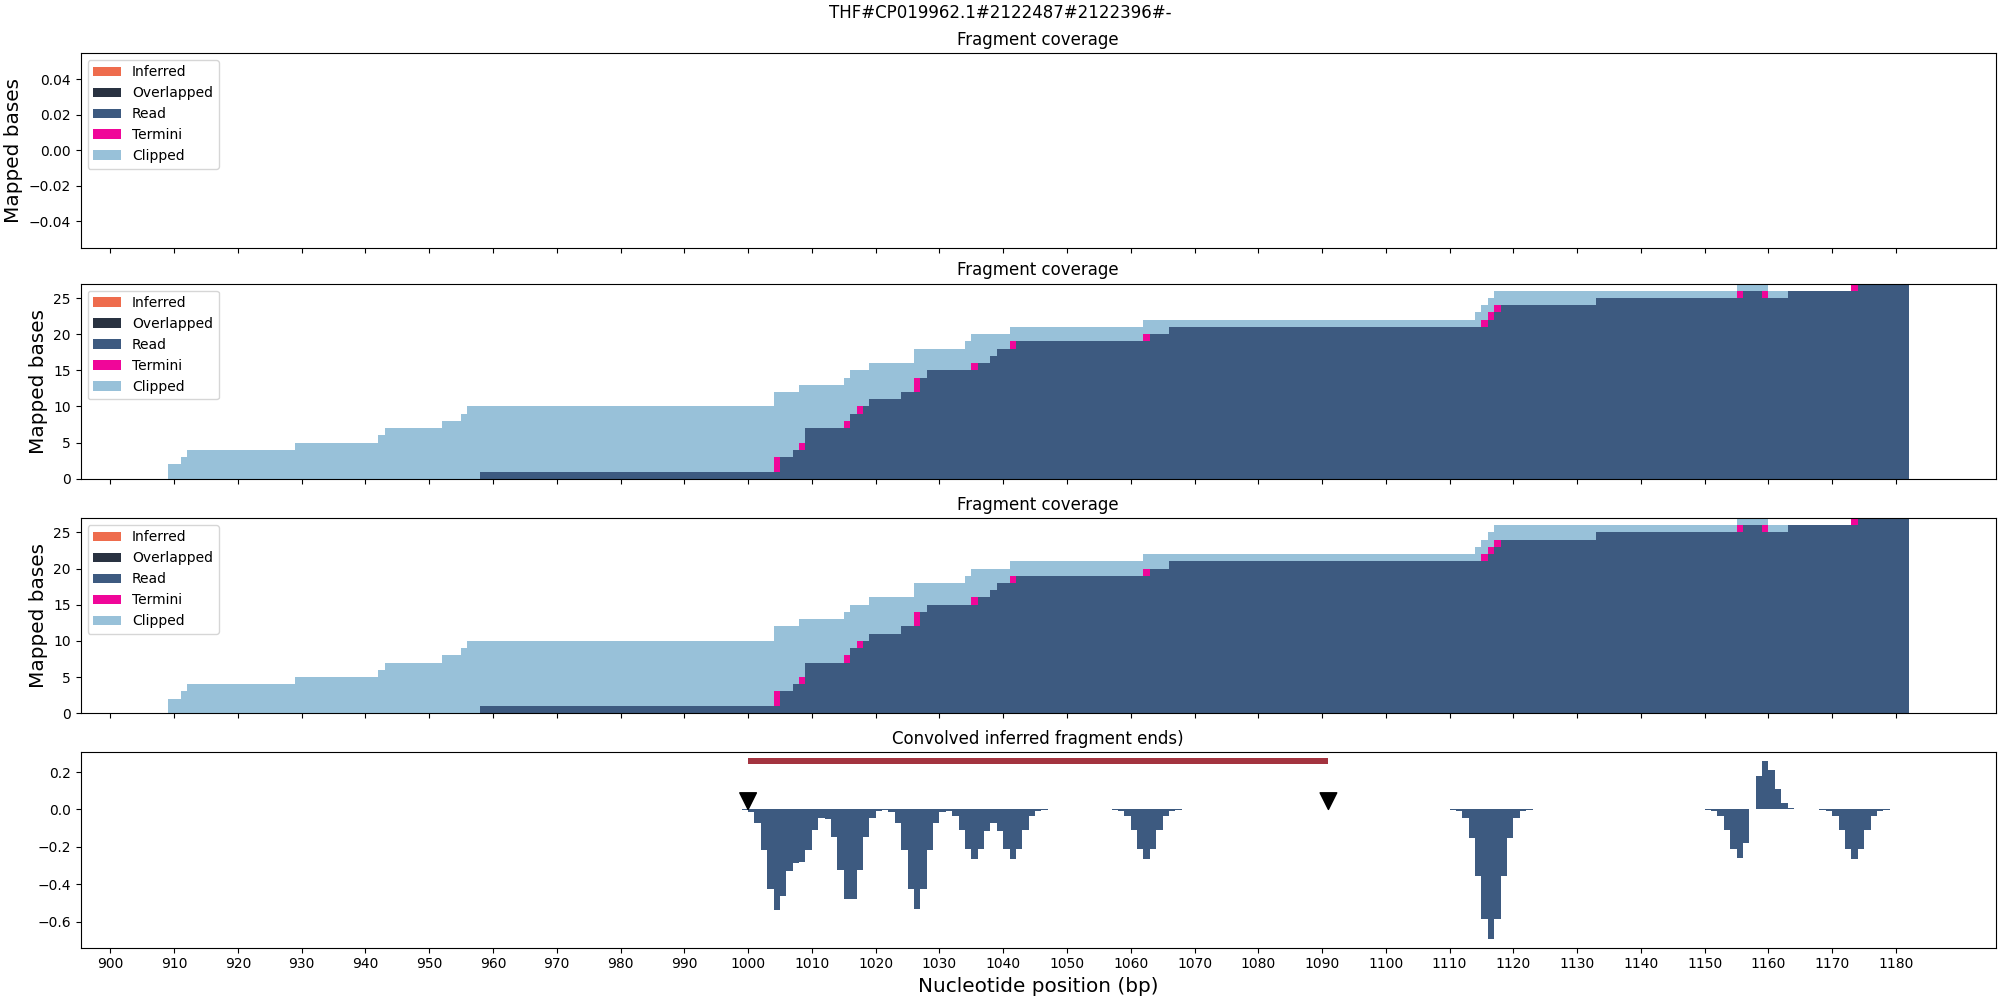 THF#CP019962.1#2122487#2122396#-
Fragment coverage
Mapped bases
0.04
0.02
0.00
−0.02
−0.04
Inferred
Overlapped
Read
Termini
Clipped
Fragment coverage
Mapped bases
25
20
15
10
5
0
Inferred
Overlapped
Read
Termini
Clipped
Fragment coverage
Mapped bases
25
20
15
10
5
0
Inferred
Overlapped
Read
Termini
Clipped
Convolved inferred fragment ends)
0.2
0.0
−0.2
−0.4
−0.6
900 910 920 930 940 950 960 970 980 990 1000 1010 1020 1030 1040 1050 1060 1070 1080 1090 1100 1110 1120 1130 1140 1150 1160 1170 1180
Nucleotide position (bp)